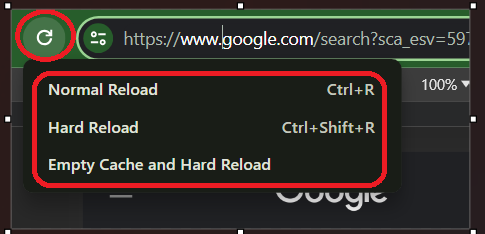 https://www.google.com/search?sca_esv=597
100%
Normal Reload Ctrl+R
Hard Reload Ctrl+Shift+R
Empty Cache and Hard Reload
Google